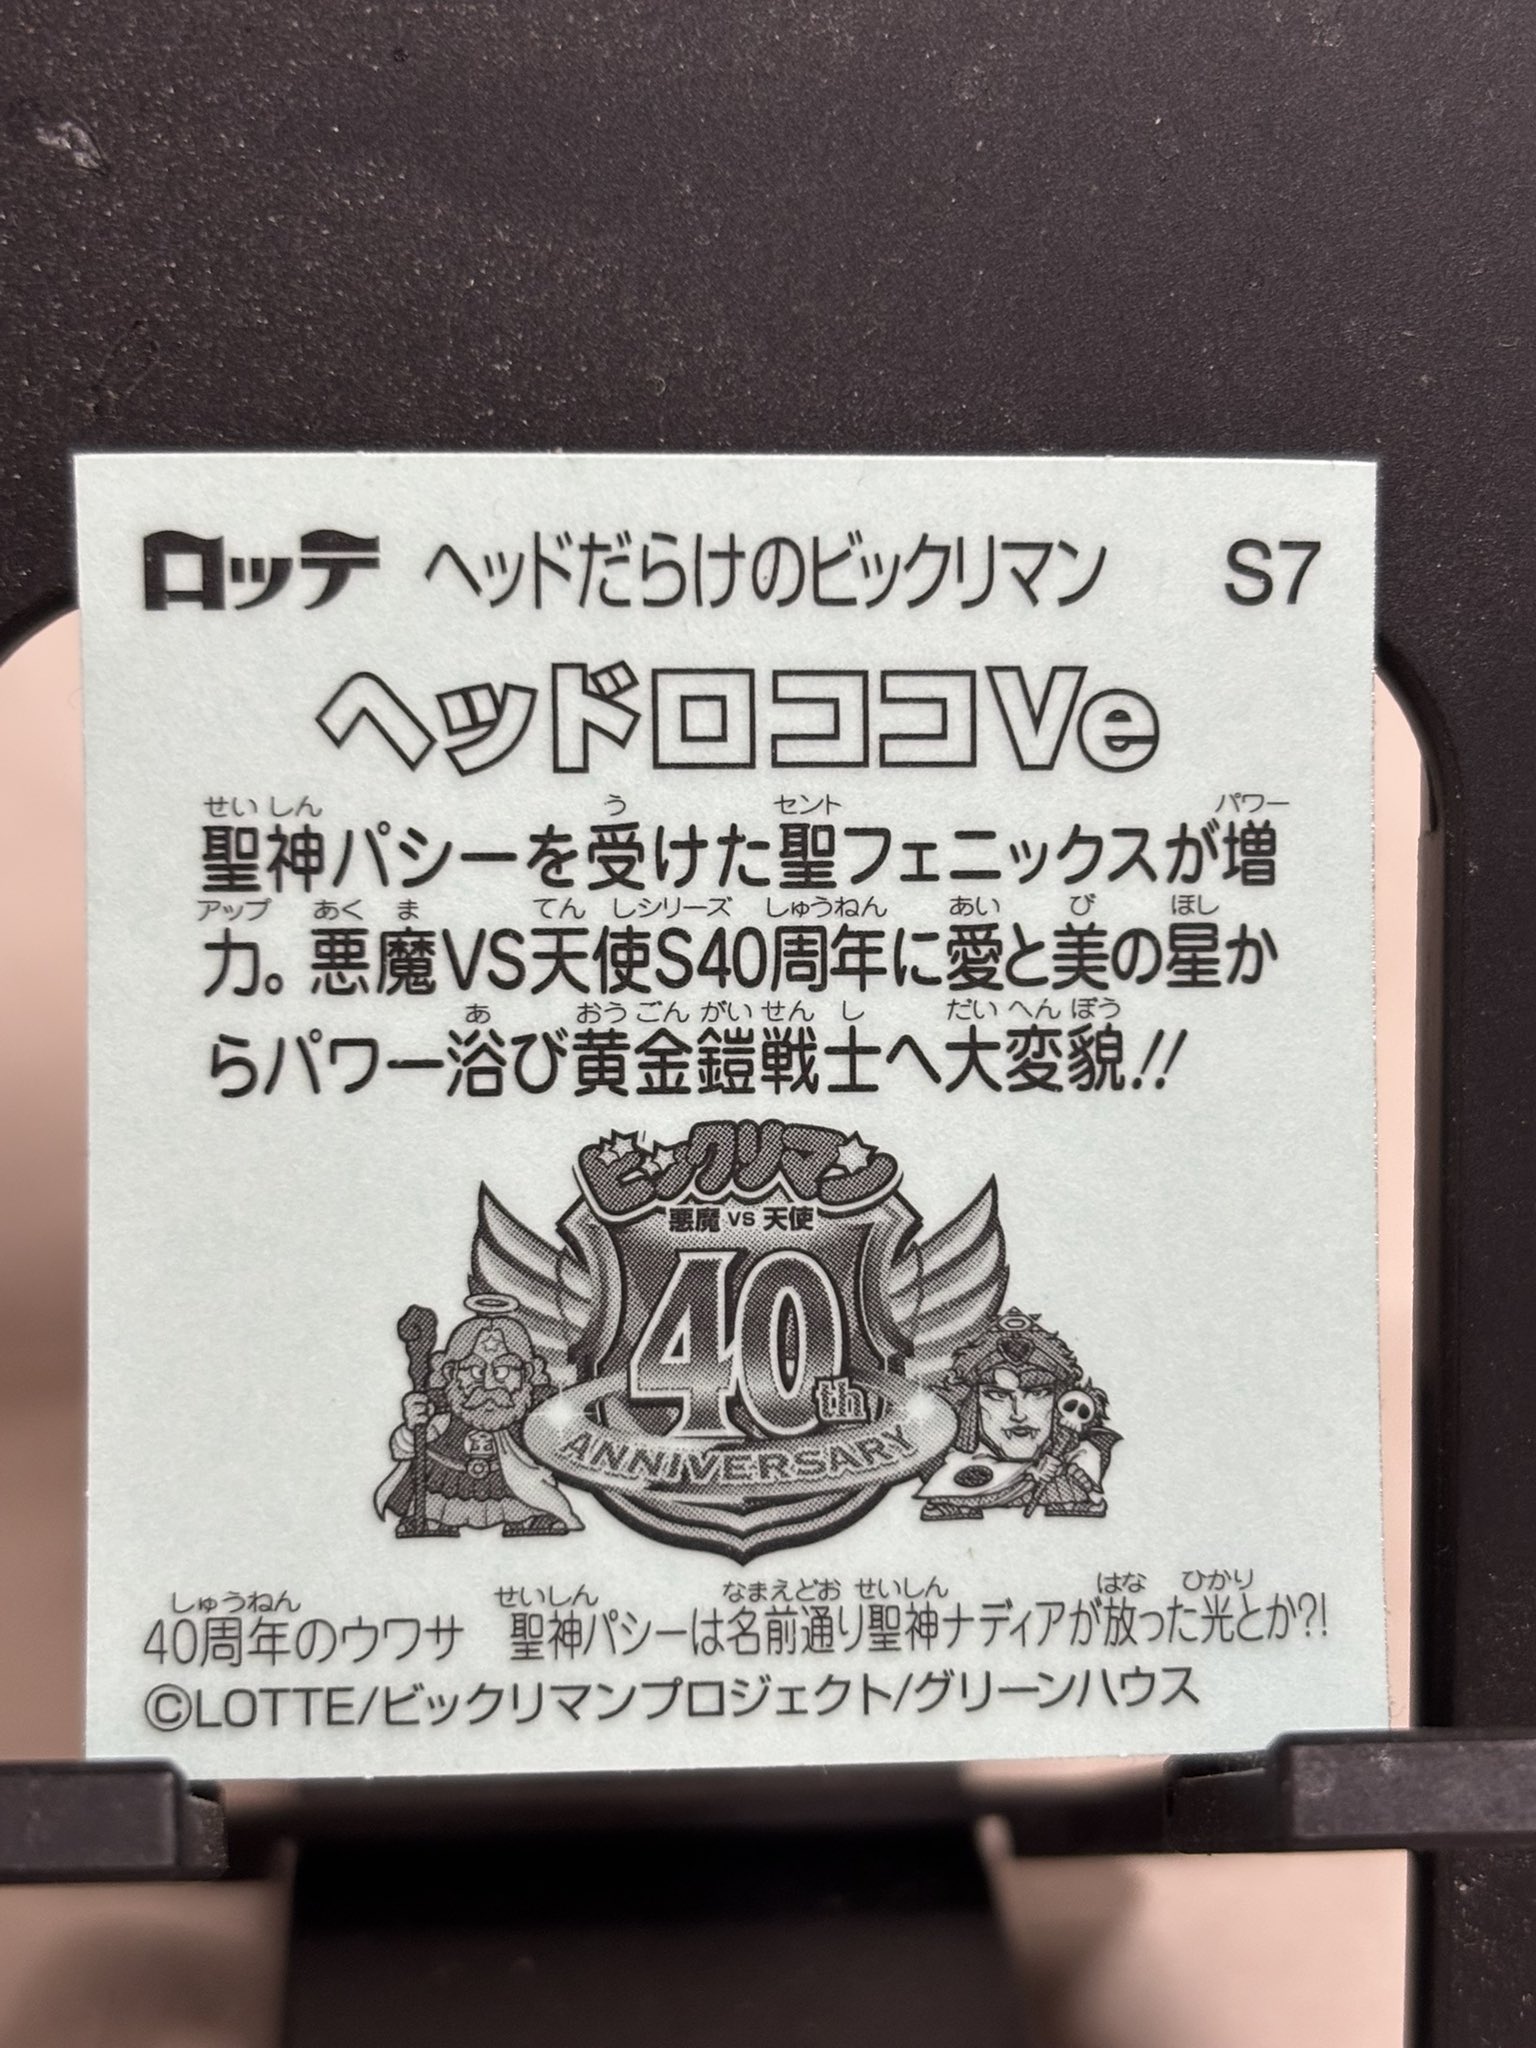 ロッテ ヘッドだらけのビックリマン S7
ヘッドロココVe
せいしん う セント パワー
聖神パシーを受けた聖フェニックスが増
アップ あくま てんしシリーズ しゅうねん あい び ほし
力。悪魔VS天使S40周年に愛と美の星か
あ おうごんがいせんし だいへんぼう
らパワー浴び黄金鎧戦士へ大変貌!!
ビックリマン
悪魔 VS 天使
40th
ANNIVERSARY
しゅうねん せいしん なまえどお せいしん はな ひかり
40周年のウワサ 聖神パシーは名前通り聖神ナディアが放った光とか?!
©LOTTE/ビックリマンプロジェクト/グリーンハウス